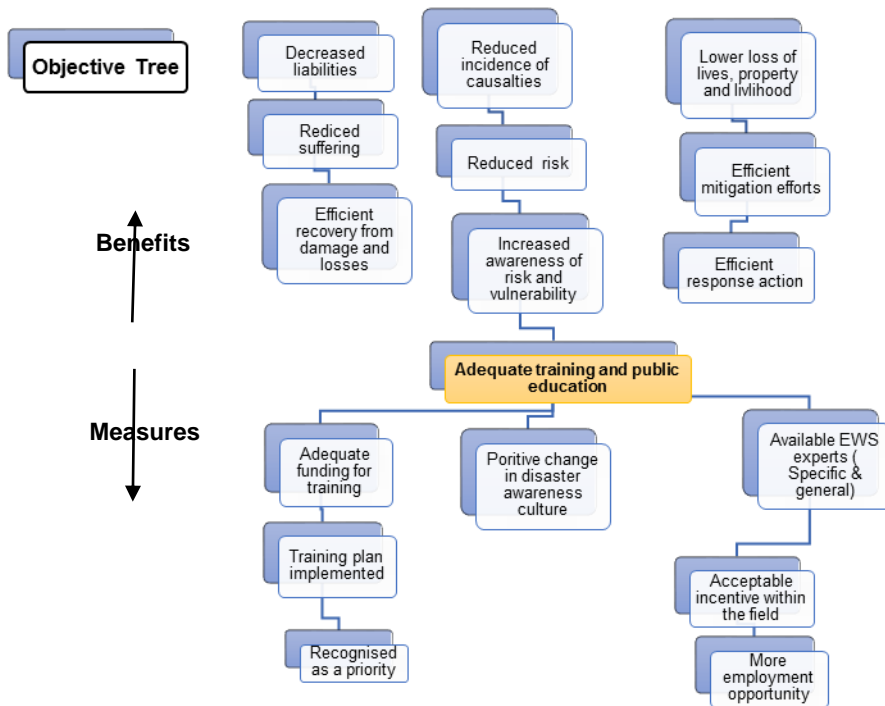 Objective Tree
Decreased
liabilities
Rediced
suffering
Efficient
recovery from
damage and
losses
Reduced
incidence of
causalties
Reduced risk
Increased
awareness of
risk and
vulnerability
Lower loss of
lives, property
and livlihood
Efficient
mitigation efforts
Efficient
response action
Benefits
Adequate training and public
education
Measures
Adequate
funding for
training
Training plan
implemented
Recognised
as a priority
Poritive change
in disaster
awareness
culture
Available EWS
experts (
Specific &
general)
Acceptable
incentive within
the field
More
employment
opportunity